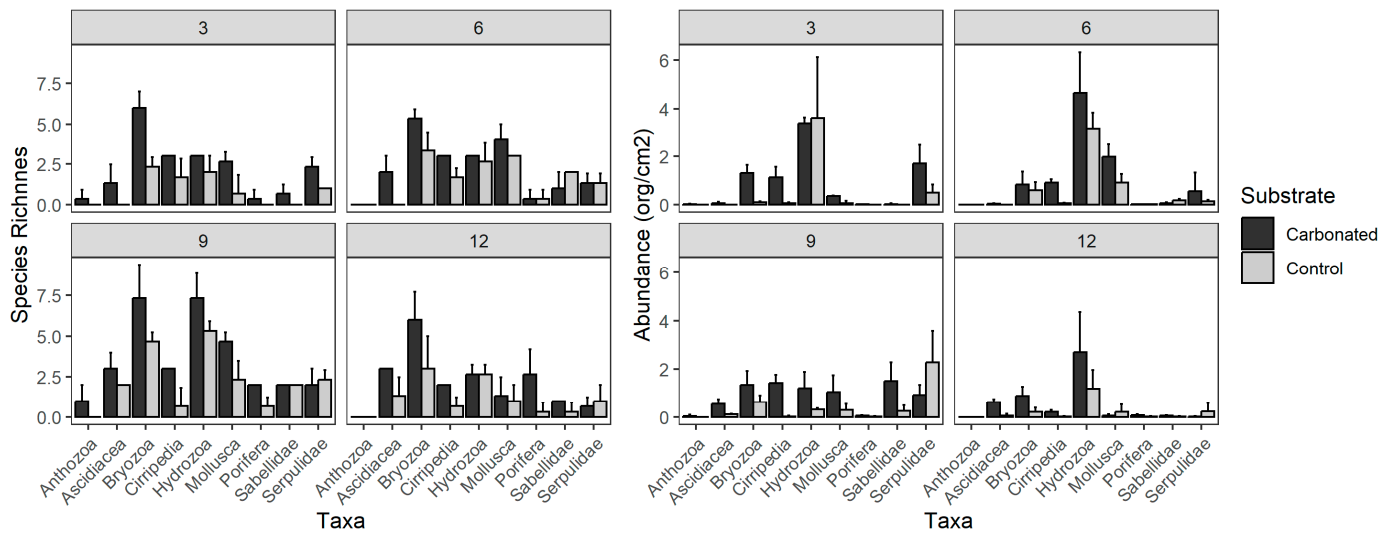 3
6
3
6
7.5
5.0
2.5
0.0
6
4
2
0
9
12
9
12
7.5
5.0
2.5
0.0
6
4
2
0
Species Richnnes
Abundance (org/cm2)
Substrate
Carbonated
Control
Anthozoa
Ascidiacea
Bryozoa
Cirripedia
Hydrozoa
Mollusca
Porifera
Sabellidae
Serpulidae
Anthozoa
Ascidiacea
Bryozoa
Cirripedia
Hydrozoa
Mollusca
Porifera
Sabellidae
Serpulidae
Anthozoa
Ascidiacea
Bryozoa
Cirripedia
Hydrozoa
Mollusca
Porifera
Sabellidae
Serpulidae
Anthozoa
Ascidiacea
Bryozoa
Cirripedia
Hydrozoa
Mollusca
Porifera
Sabellidae
Serpulidae
Taxa
Taxa